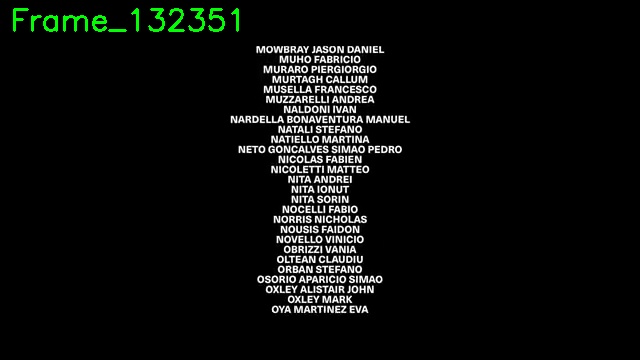 Frame_132351
MOWBRAY JASON DANIEL
MUHO FABRICIO
MURARO PIERGIORGIO
MURTAGH CALLUM
MUSELLA FRANCESCO
MUZZARELLI ANDREA
NALDONI IVAN
NARDELLA BONAVENTURA MANUEL
NATALI STEFANO
NATIELLO MARTINA
NETO GONCALVES SIMAO PEDRO
NICOLAS FABIEN
NICOLETTI MATTEO
NITA ANDREI
NITA IONUT
NITA SORIN
NOCELLI FABIO
NORRIS NICHOLAS
NOUSIS FAIDON
NOVELLO VINICIO
OBRIZZI VANIA
OLTEAN CLAUDIU
ORBAN STEFANO
OSORIO APARICIO SIMAO
OXLEY ALISTAIR JOHN
OXLEY MARK
OYA MARTINEZ EVA